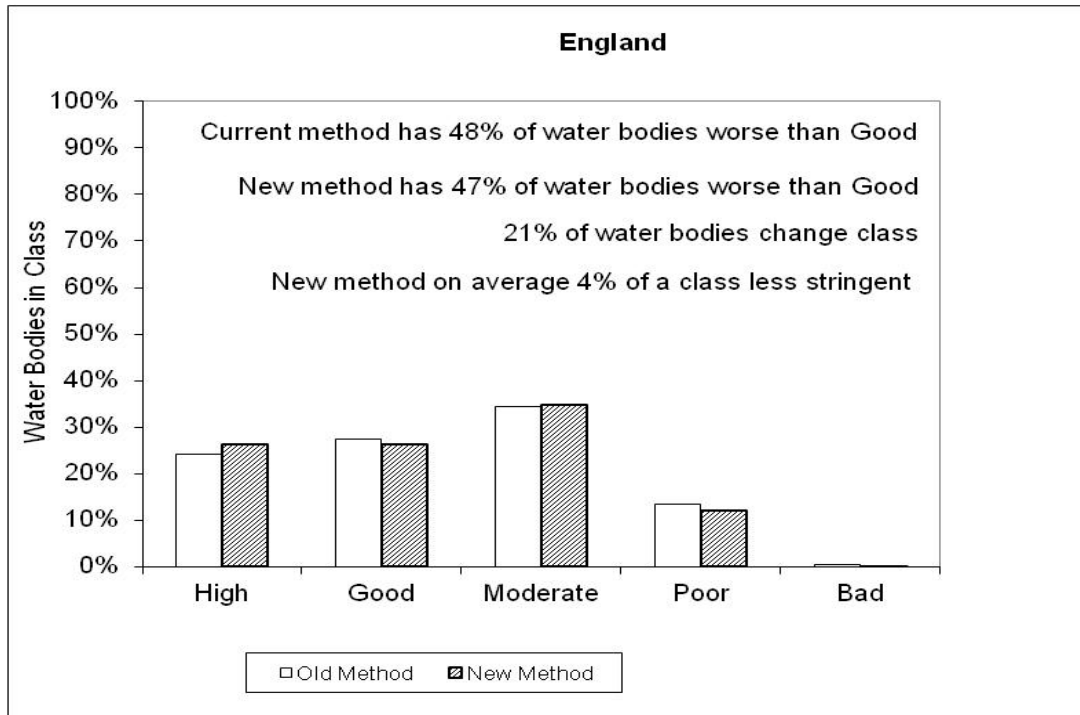 England
100%
90%
80%
70%
60%
50%
40%
30%
20%
10%
0%
Water Bodies in Class
Current method has 48% of water bodies worse than Good
New method has 47% of water bodies worse than Good
21% of water bodies change class
New method on average 4% of a class less stringent
High Good Moderate Poor Bad
Old Method New Method